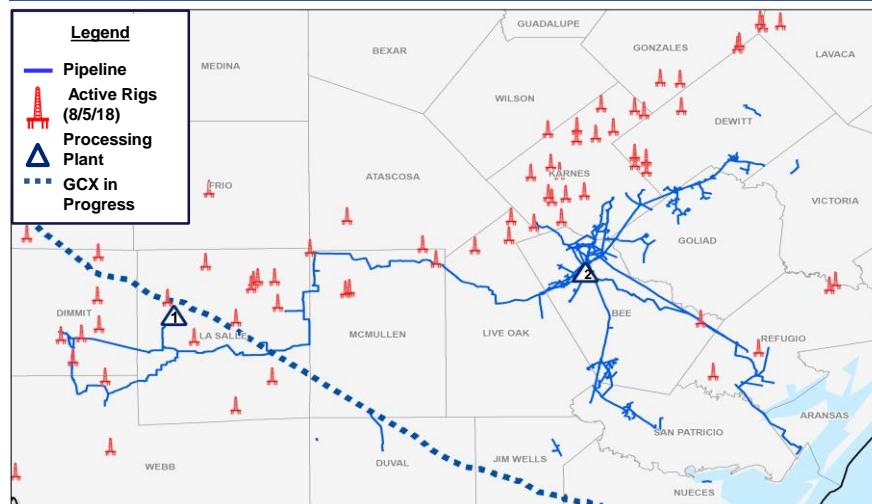 Legend
Pipeline
Active Rigs
(8/5/18)
Processing
Plant
GCX in
Progress
GUADALUPE
BEXAR
GONZALES
LAVACA
MEDINA
WILSON
DEWITT
ATASCOSA
KARNES
FRIO
VICTORIA
GOLIAD
2
DIMMIT
1
LA SALLE
MCMULLEN
LIVE OAK
BEE
REFUGIO
ARANSAS
SAN PATRICIO
WEBB
DUVAL
JIM WELLS
NUECES